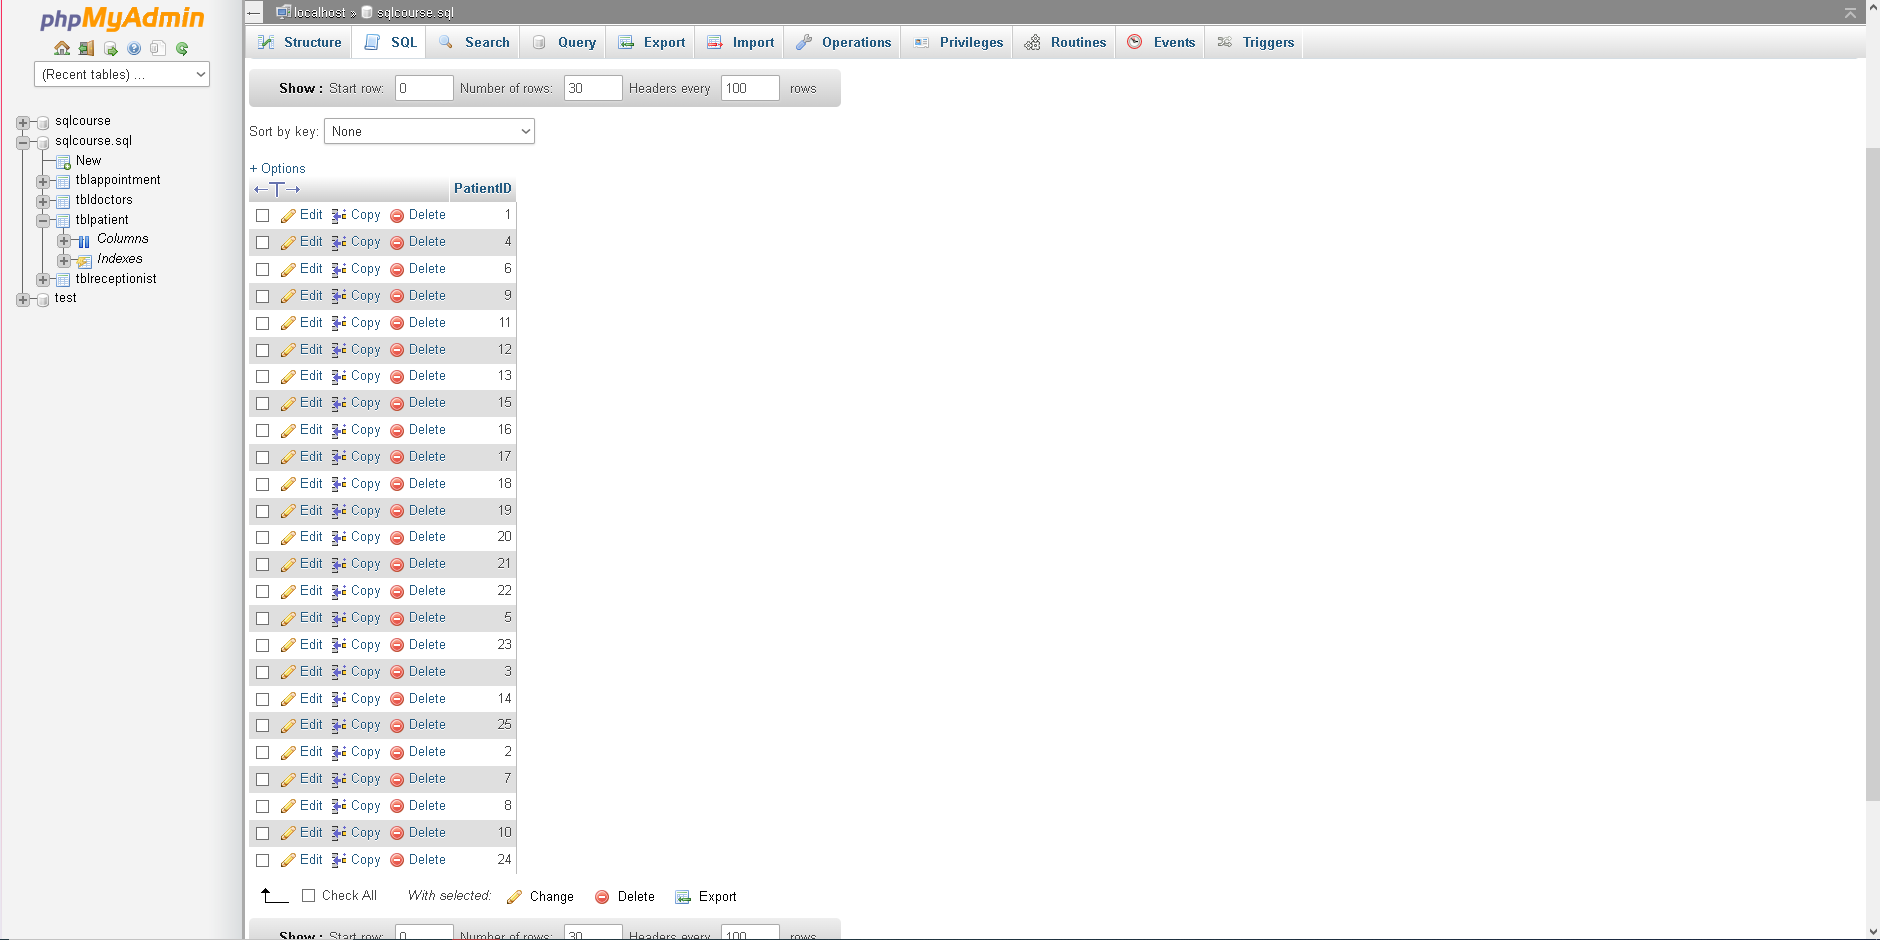 phpMyAdmin
(Recent tables) ...
sqlcourse
sqlcourse.sql
New
tblappointment
tbldoctors
tblpatient
Columns
Indexes
tblreceptionist
test
localhost » sqlcourse.sql
Structure SQL Search Query Export Import Operations Privileges Routines Events Triggers
Show : Start row: 0 Number of rows: 30 Headers every 100 rows
Sort by key: None
+ Options
←T→ PatientID
Edit Copy Delete 1
Edit Copy Delete 4
Edit Copy Delete 6
Edit Copy Delete 9
Edit Copy Delete 11
Edit Copy Delete 12
Edit Copy Delete 13
Edit Copy Delete 15
Edit Copy Delete 16
Edit Copy Delete 17
Edit Copy Delete 18
Edit Copy Delete 19
Edit Copy Delete 20
Edit Copy Delete 21
Edit Copy Delete 22
Edit Copy Delete 5
Edit Copy Delete 23
Edit Copy Delete 3
Edit Copy Delete 14
Edit Copy Delete 25
Edit Copy Delete 2
Edit Copy Delete 7
Edit Copy Delete 8
Edit Copy Delete 10
Edit Copy Delete 24
Check All With selected: Change Delete Export
Show : Start row: 0 Number of rows: 30 Headers every 100 rows